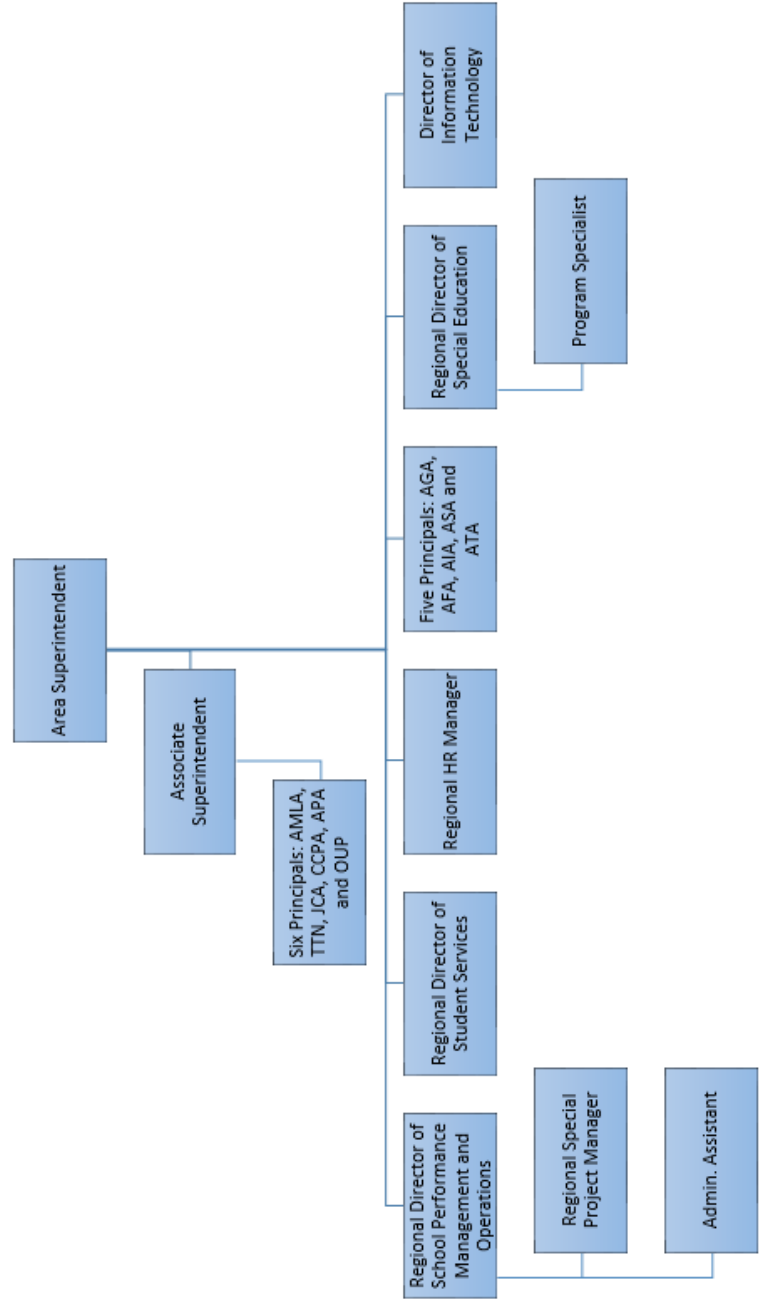 Area Superintendent
Associate
Superintendent
Six Principals: AMLA,
TTN, JCA, CCPA, APA
and OUP
Regional Director of
School Performance
Management and
Operations
Regional Director of
Student Services
Regional HR Manager
Five Principals: AGA,
AFA, AIA, ASA and
ATA
Regional Director of
Special Education
Director of
Information
Technology
Regional Special
Project Manager
Admin. Assistant
Program Specialist